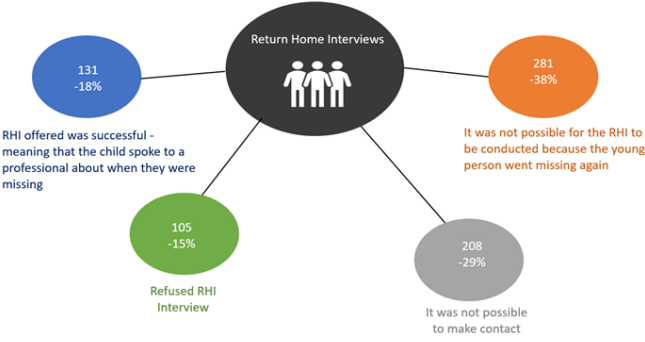 Return Home Interviews
131
-18%
RHI offered was successful -
meaning that the child spoke to a
professional about when they were
missing
281
-38%
It was not possible for the RHI to
be conducted because the young
person went missing again
105
-15%
Refused RHI
Interview
208
-29%
It was not possible
to make contact